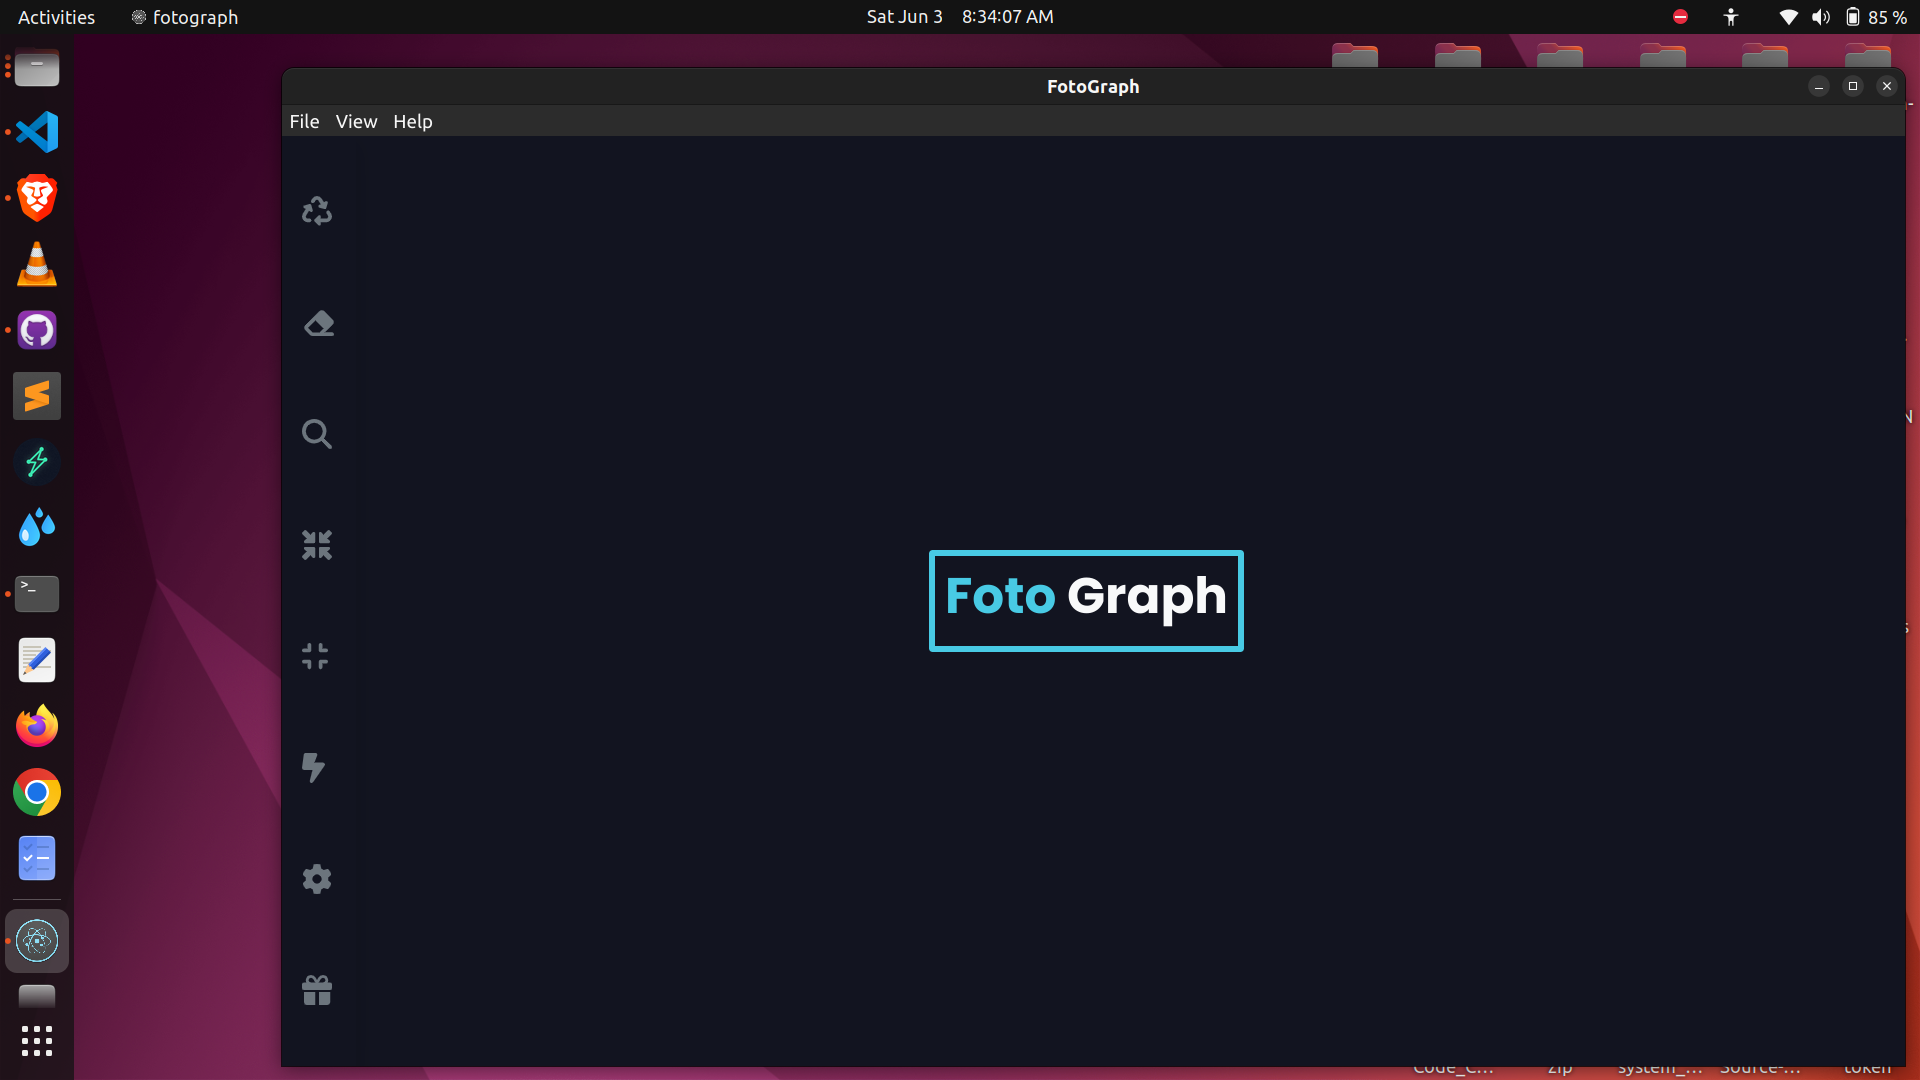 Activities fotograph Sat Jun 3 8:34:07 AM 85 %
FotoGraph
File View Help
Foto Graph
Code_C... zip system_... Source-... token